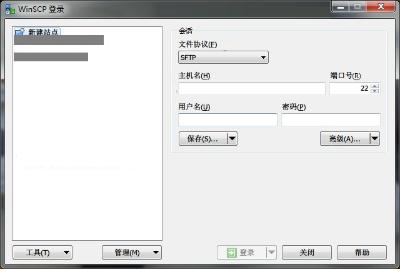 WinSCP 登录
新建站点
会话
文件协议(F)
SFTP
主机名(H) 端口号(R)
22
用户名(U) 密码(P)
保存(S)... 高级(A)...
工具(T) 管理(M) 登录 关闭 帮助